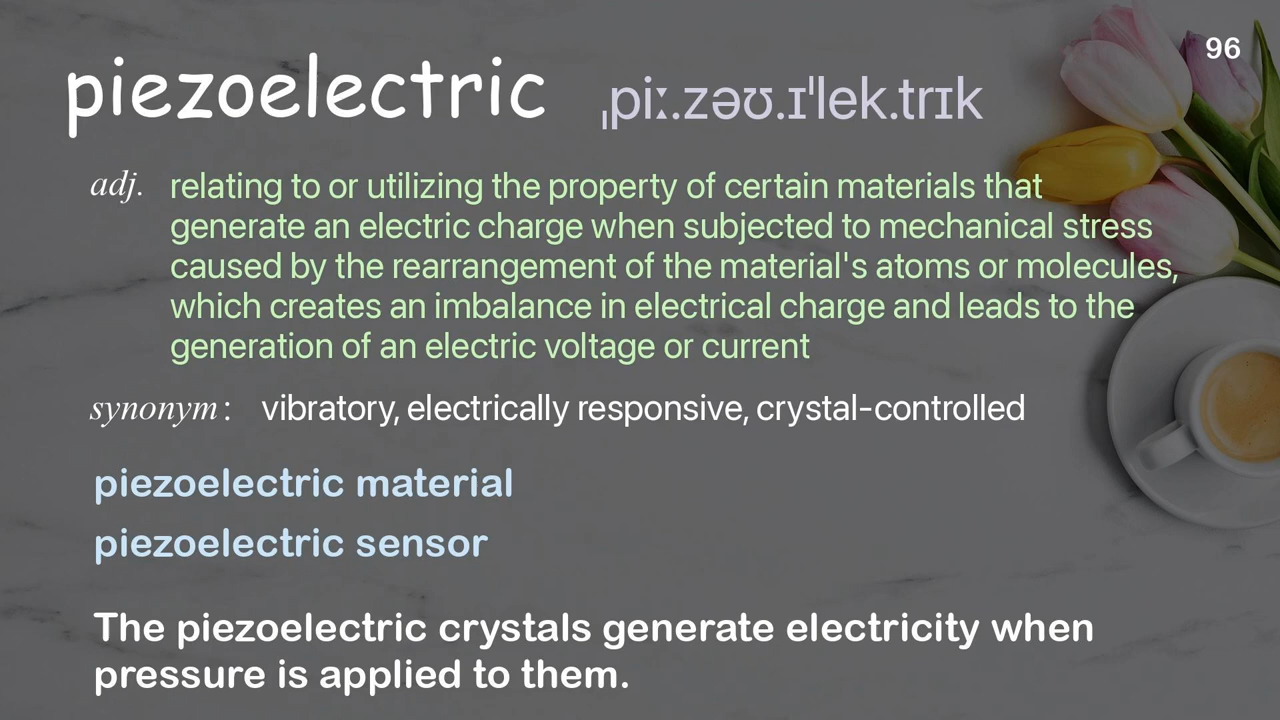 96
piezoelectric ˌpiː.zəʊ.ɪˈlek.trɪk
adj. relating to or utilizing the property of certain materials that
generate an electric charge when subjected to mechanical stress
caused by the rearrangement of the material's atoms or molecules,
which creates an imbalance in electrical charge and leads to the
generation of an electric voltage or current
synonym: vibratory, electrically responsive, crystal-controlled
piezoelectric material
piezoelectric sensor
The piezoelectric crystals generate electricity when
pressure is applied to them.